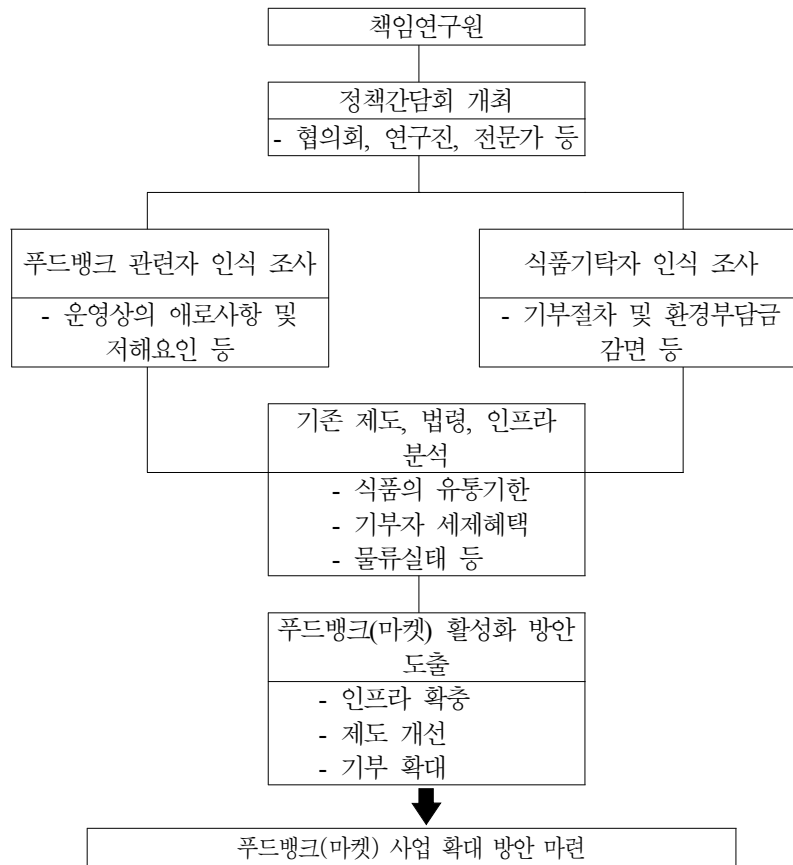 책임연구원
정책간담회 개최
- 협의회, 연구진, 전문가 등
푸드뱅크 관련자 인식 조사
- 운영상의 애로사항 및
저해요인 등
식품기탁자 인식 조사
- 기부절차 및 환경부담금
감면 등
기존 제도, 법령, 인프라
분석
- 식품의 유통기한
- 기부자 세제혜택
- 물류실태 등
푸드뱅크(마켓) 활성화 방안
도출
- 인프라 확충
- 제도 개선
- 기부 확대
푸드뱅크(마켓) 사업 확대 방안 마련